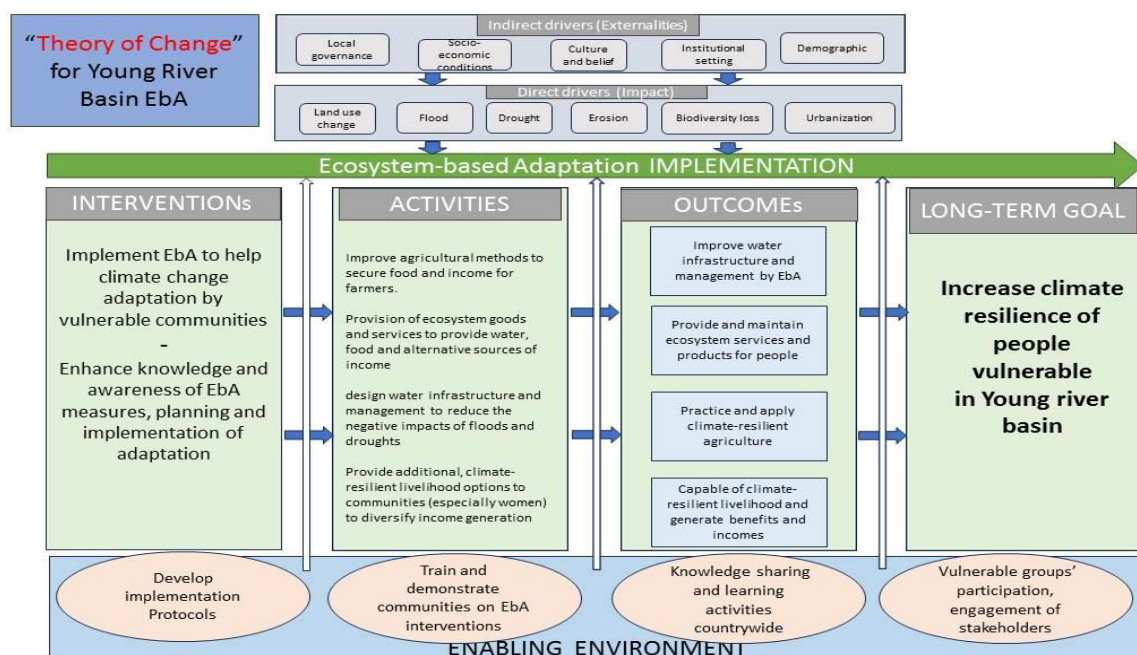 “Theory of Change”
for Young River
Basin EbA
Indirect drivers (Externalities)
Local
governance
Socio-
economic
conditions
Culture
and belief
Institutional
setting
Demographic
Direct drivers (Impact)
Land use
change
Flood
Drought
Erosion
Biodiversity loss
Urbanization
Ecosystem-based Adaptation IMPLEMENTATION
INTERVENTIONs
Implement EbA to help
climate change
adaptation by
vulnerable communities
-
Enhance knowledge and
awareness of EbA
measures, planning and
implementation of
adaptation
ACTIVITIES
Improve agricultural methods to
secure food and income for
farmers.
Provision of ecosystem goods
and services to provide water,
food and alternative sources of
income
design water infrastructure and
management to reduce the
negative impacts of floods and
droughts
Provide additional, climate-
resilient livelihood options to
communities (especially women)
to diversify income generation
OUTCOMEs
Improve water
infrastructure and
management by EbA
Provide and maintain
ecosystem services and
products for people
Practice and apply
climate-resilient
agriculture
Capable of climate-
resilient livelihood and
generate benefits and
incomes
LONG-TERM GOAL
Increase climate
resilience of
people
vulnerable
in Young river
basin
Develop
implementation
Protocols
Train and
demonstrate
communities on EbA
interventions
Knowledge sharing
and learning
activities
countrywide
Vulnerable groups’
participation,
engagement of
stakeholders
ENABLING ENVIRONMENT